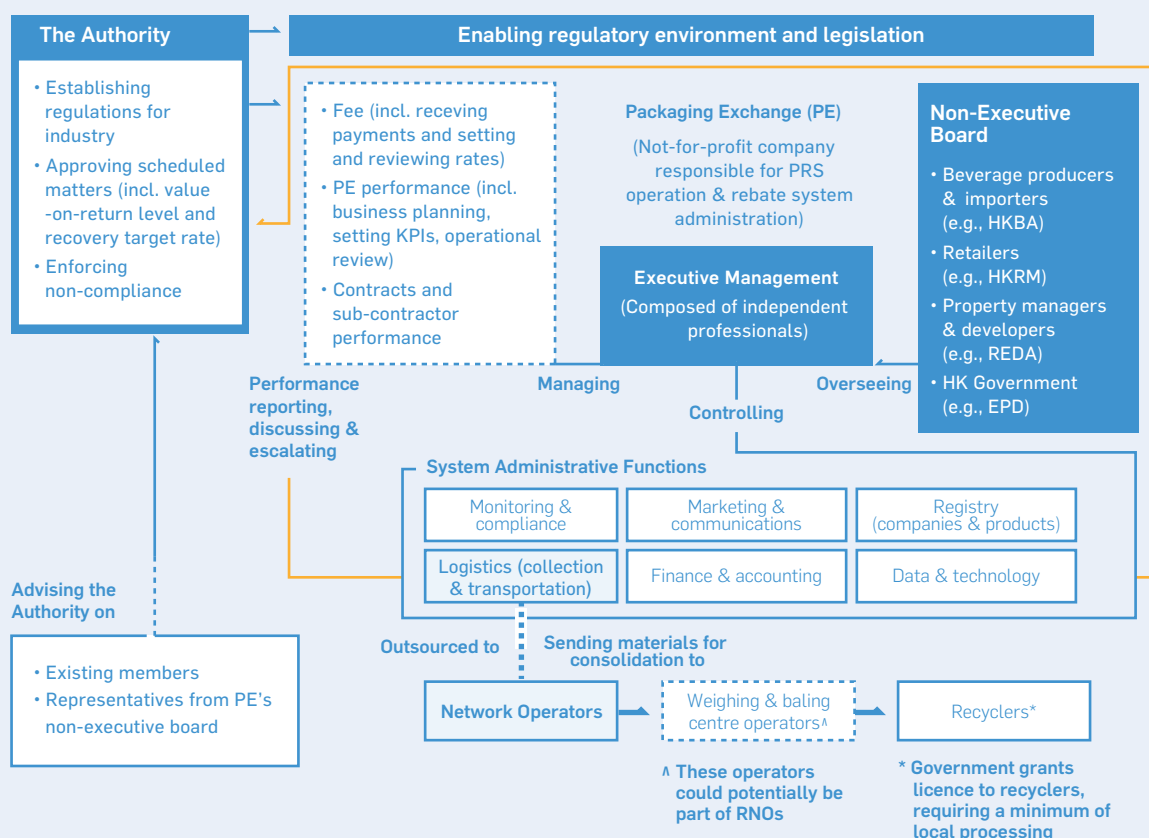 The Authority
• Establishing
regulations for
industry
• Approving scheduled
matters (incl. value
-on-return level and
recovery target rate)
• Enforcing
non-compliance
Enabling regulatory environment and legislation
• Fee (incl. receving
payments and setting
and reviewing rates)
• PE performance (incl.
business planning,
setting KPIs, operational
review)
• Contracts and
sub-contractor
performance
Packaging Exchange (PE)
(Not-for-profit company
responsible for PRS
operation & rebate system
administration)
Executive Management
(Composed of independent
professionals)
Non-Executive
Board
• Beverage producers
& importers
(e.g., HKBA)
• Retailers
(e.g., HKRM)
• Property managers
& developers
(e.g., REDA)
• HK Government
(e.g., EPD)
Performance
reporting,
discussing &
escalating
Managing
Overseeing
Controlling
System Administrative Functions
Monitoring &
compliance
Marketing &
communications
Registry
(companies & products)
Logistics (collection
& transportation)
Finance & accounting
Data & technology
Advising the
Authority on
• Existing members
• Representatives from PE's
non-executive board
Outsourced to
Sending materials for
consolidation to
Network Operators
Weighing & baling
centre operators^
Recyclers*
^ These operators
could potentially be
part of RNOs
* Government grants
licence to recyclers,
requiring a minimum of
local processing